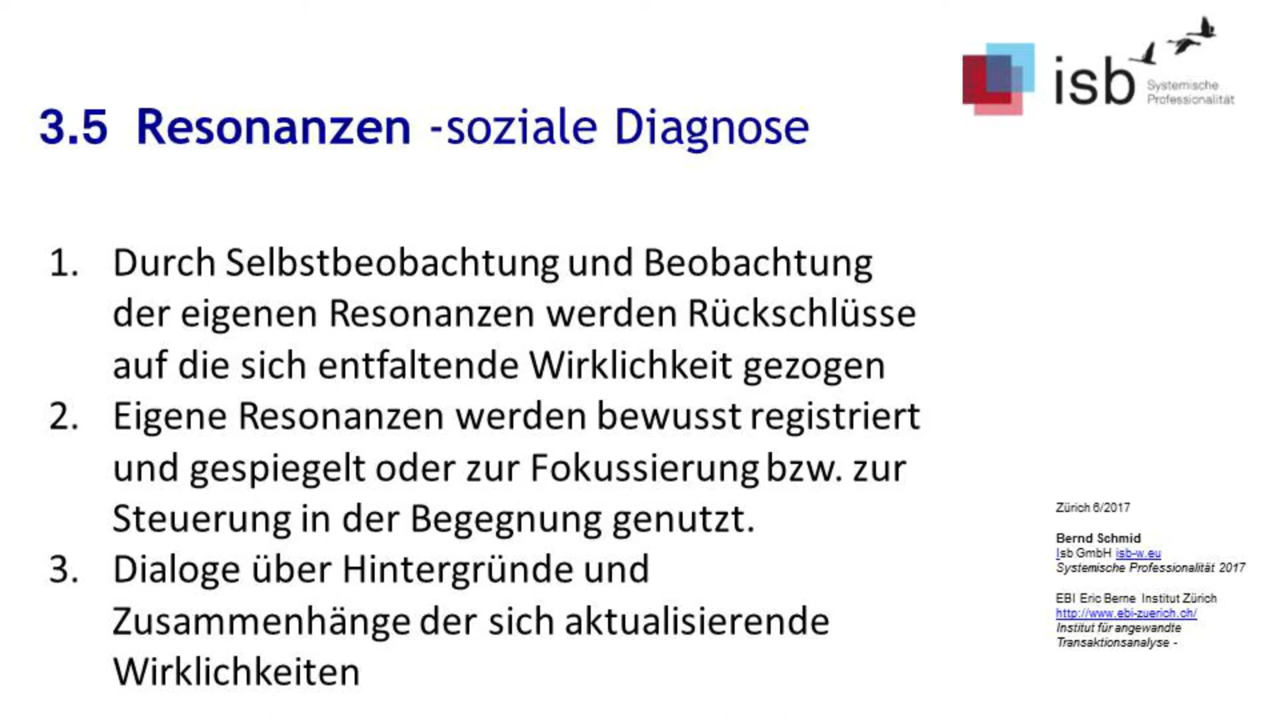 isb Systemische
Professionalität
3.5 Resonanzen -soziale Diagnose
1. Durch Selbstbeobachtung und Beobachtung
der eigenen Resonanzen werden Rückschlüsse
auf die sich entfaltende Wirklichkeit gezogen
2. Eigene Resonanzen werden bewusst registriert
und gespiegelt oder zur Fokussierung bzw. zur
Steuerung in der Begegnung genutzt.
3. Dialoge über Hintergründe und
Zusammenhänge der sich aktualisierende
Wirklichkeiten
Zürich 6/2017
Bernd Schmid
Isb GmbH isb-w.eu
Systemische Professionalität 2017
EBI Eric Berne Institut Zürich
http://www.ebi-zuerich.ch/
Institut für angewandte
Transaktionsanalyse -